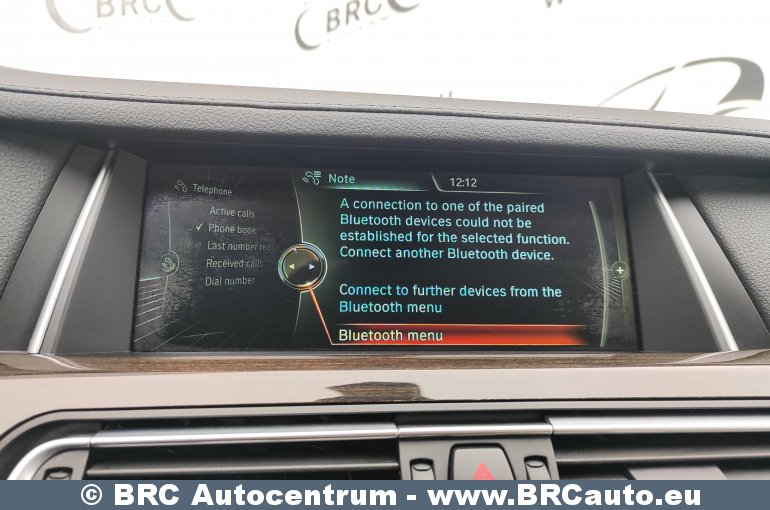 BRC
BRC
Telephone
Active calls
✓ Phone book
Last number redi
Received calls
Dial number
Note
12:12
A connection to one of the paired
Bluetooth devices could not be
established for the selected function.
Connect another Bluetooth device.
Connect to further devices from the
Bluetooth menu
Bluetooth menu
© BRC Autocentrum - www.BRCauto.eu